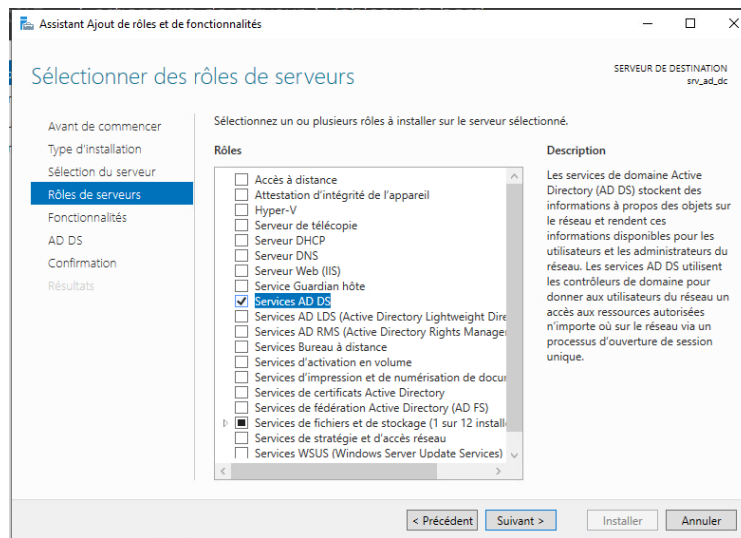 Assistant Ajout de rôles et de fonctionnalités
Sélectionner des rôles de serveurs
SERVEUR DE DESTINATION
srv_ad_dc
Avant de commencer
Type d'installation
Sélection du serveur
Rôles de serveurs
Fonctionnalités
AD DS
Confirmation
Résultats
Sélectionnez un ou plusieurs rôles à installer sur le serveur sélectionné.
Rôles
Accès à distance
Attestation d'intégrité de l'appareil
Hyper-V
Serveur de télécopie
Serveur DHCP
Serveur DNS
Serveur Web (IIS)
Service Guardian hôte
Services AD DS
Services AD LDS (Active Directory Lightweight Dire
Services AD RMS (Active Directory Rights Manage
Services Bureau à distance
Services d'activation en volume
Services d'impression et de numérisation de docu
Services de certificats Active Directory
Services de fédération Active Directory (AD FS)
Services de fichiers et de stockage (1 sur 12 install
Services de stratégie et d'accès réseau
Services WSUS (Windows Server Update Services)
Description
Les services de domaine Active
Directory (AD DS) stockent des
informations à propos des objets sur
le réseau et rendent ces
informations disponibles pour les
utilisateurs et les administrateurs du
réseau. Les services AD DS utilisent
les contrôleurs de domaine pour
donner aux utilisateurs du réseau un
accès aux ressources autorisées
n'importe où sur le réseau via un
processus d'ouverture de session
unique.
< Précédent
Suivant >
Installer
Annuler